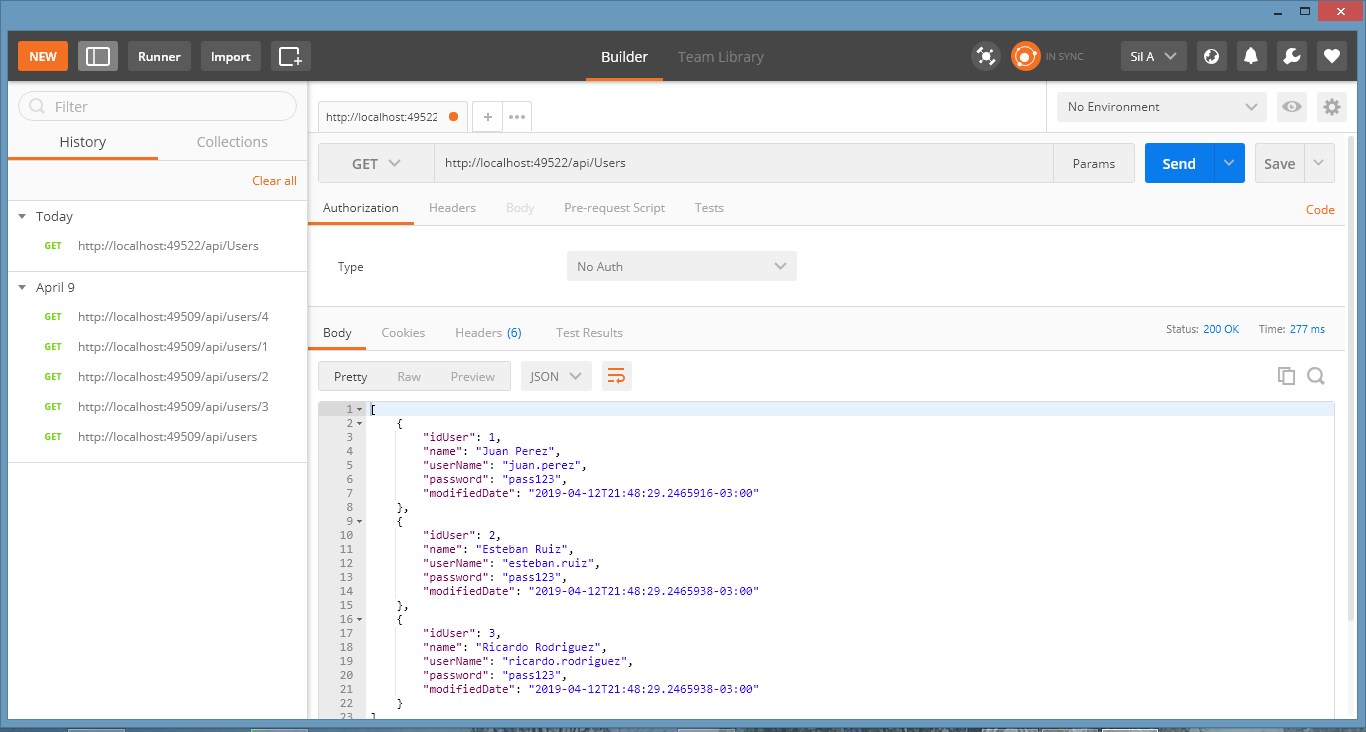 NEW Runner Import Builder Team Library IN SYNC Sil A
Filter
History Collections
Clear all
Today
GET http://localhost:49522/api/Users
April 9
GET http://localhost:49509/api/users/4
GET http://localhost:49509/api/users/1
GET http://localhost:49509/api/users/2
GET http://localhost:49509/api/users/3
GET http://localhost:49509/api/users
http://localhost:49522 + ••• No Environment
GET http://localhost:49522/api/Users Params Send Save
Authorization Headers Body Pre-request Script Tests Code
Type No Auth
Body Cookies Headers (6) Test Results Status: 200 OK Time: 277 ms
Pretty Raw Preview JSON
1 [
2 {
3 "idUser": 1,
4 "name": "Juan Perez",
5 "userName": "juan.perez",
6 "password": "pass123",
7 "modifiedDate": "2019-04-12T21:48:29.2465916-03:00"
8 },
9 {
10 "idUser": 2,
11 "name": "Esteban Ruiz",
12 "userName": "esteban.ruiz",
13 "password": "pass123",
14 "modifiedDate": "2019-04-12T21:48:29.2465938-03:00"
15 },
16 {
17 "idUser": 3,
18 "name": "Ricardo Rodriguez",
19 "userName": "ricardo.rodriguez",
20 "password": "pass123",
21 "modifiedDate": "2019-04-12T21:48:29.2465938-03:00"
22 }
23 ]